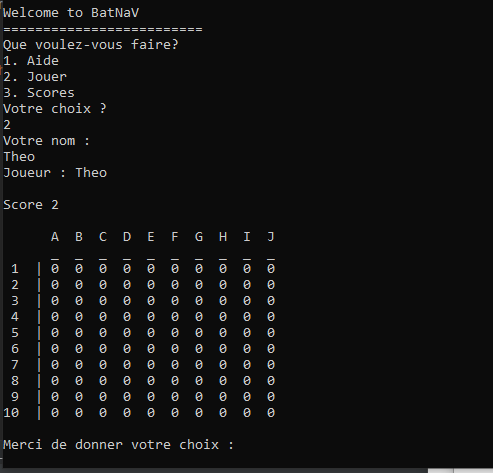 Welcome to BatNaV
=========================
Que voulez-vous faire?
1. Aide
2. Jouer
3. Scores
Votre choix ?
2
Votre nom :
Theo
Joueur : Theo
Score 2
A B C D E F G H I J
_ _ _ _ _ _ _ _ _ _
1 | 0 0 0 0 0 0 0 0 0 0
2 | 0 0 0 0 0 0 0 0 0 0
3 | 0 0 0 0 0 0 0 0 0 0
4 | 0 0 0 0 0 0 0 0 0 0
5 | 0 0 0 0 0 0 0 0 0 0
6 | 0 0 0 0 0 0 0 0 0 0
7 | 0 0 0 0 0 0 0 0 0 0
8 | 0 0 0 0 0 0 0 0 0 0
9 | 0 0 0 0 0 0 0 0 0 0
10 | 0 0 0 0 0 0 0 0 0 0
Merci de donner votre choix :